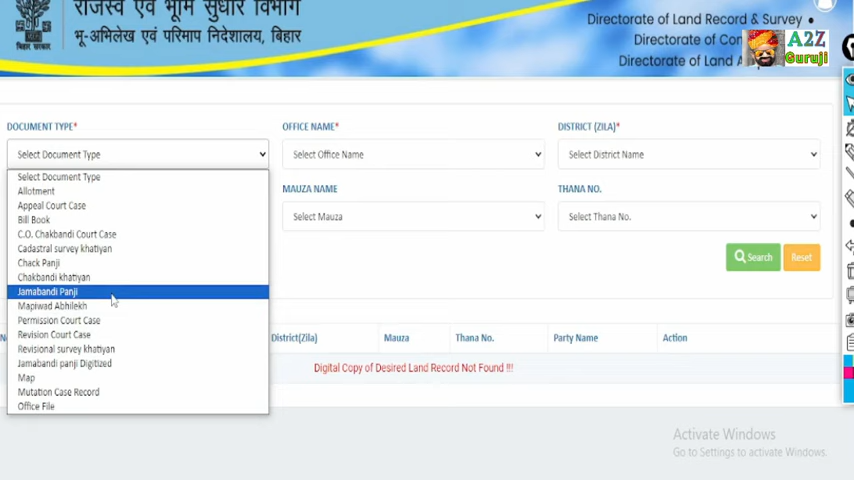 राजस्व एवं भूमि सुधार विभाग
भू-अभिलेख एवं परिमाप निदेशालय, बिहार
बिहार सरकार
Directorate of Land Record & Survey
Directorate of Con
Directorate of Land A
A2Z
Guruji
DOCUMENT TYPE*
OFFICE NAME*
DISTRICT (ZILA)*
Select Document Type
Select Office Name
Select District Name
MAUZA NAME
THANA NO.
Select Mauza
Select Thana No.
Search
Reset
Select Document Type
Allotment
Appeal Court Case
Bill Book
C.O. Chakbandi Court Case
Cadastral survey khatiyan
Chack Panji
Chakbandi khatiyan
Jamabandi Panji
Mapiwad Abhilekh
Permission Court Case
Revision Court Case
Revisional survey khatiyan
Jamabandi panji Digitized
Map
Mutation Case Record
Office File
District(Zila)
Mauza
Thana No.
Party Name
Action
Digital Copy of Desired Land Record Not Found !!!
Activate Windows
Go to Settings to activate Windows.